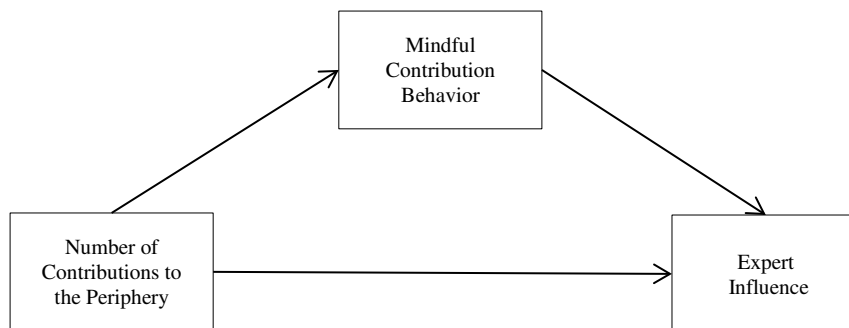 Mindful
Contribution
Behavior
Number of
Contributions to
the Periphery
Expert
Influence